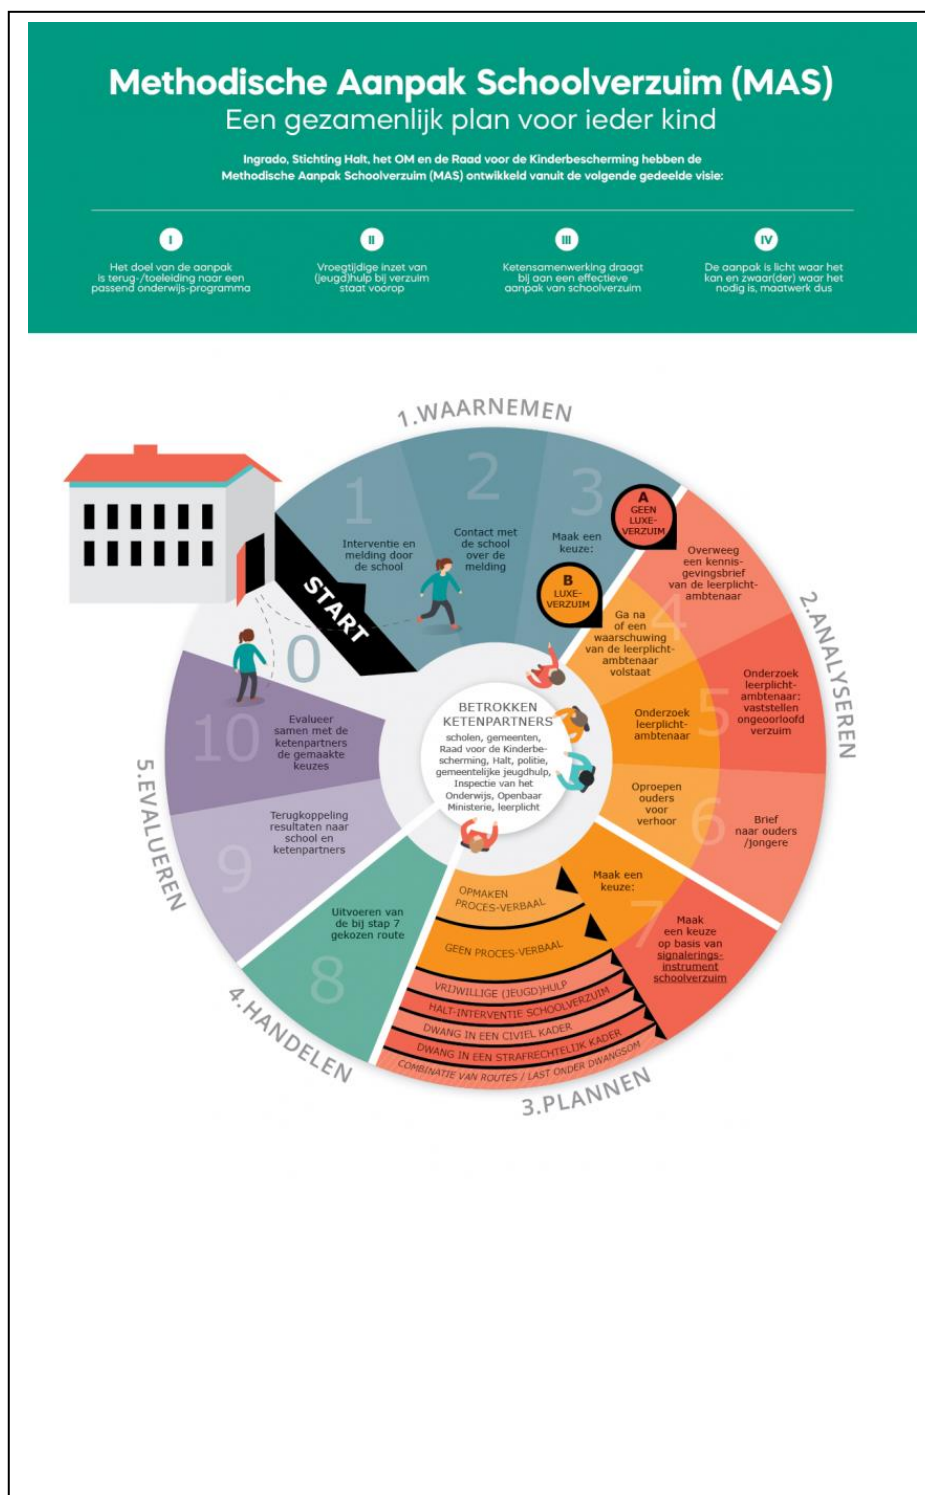 Methodische Aanpak Schoolverzuim (MAS)
Een gezamenlijk plan voor ieder kind
Ingrado, Stichting Halt, het OM en de Raad voor de Kinderbescherming hebben de
Methodische Aanpak Schoolverzuim (MAS) ontwikkeld vanuit de volgende gedeelde visie:
I
Het doel van de aanpak
is terug-/toeleiding naar een
passend onderwijs-programma
II
Vroegtijdige inzet van
(jeugd)hulp bij verzuim
staat voorop
III
Ketensamenwerking draagt
bij aan een effectieve
aanpak van schoolverzuim
IV
De aanpak is licht waar het
kan en zwaar(der) waar het
nodig is, maatwerk dus
1.WAARNEMEN
START
0
1
Interventie en
melding door
de school
2
Contact met
de school
over de
melding
3
Maak een
keuze:
A
GEEN
LUXE-
VERZUIM
B
LUXE-
VERZUIM
2.ANALYSEREN
4
Overweeg
een kennis-
gevingsbrief
van de leerplicht-
ambtenaar
Ga na
of een
waarschuwing
van de leerplicht-
ambtenaar
volstaat
5
Onderzoek
leerplicht-
ambtenaar:
vaststellen
ongeoorloofd
verzuim
Onderzoek
leerplicht-
ambtenaar
6
Brief
naar ouders
/jongere
Oproepen
ouders
voor
verhoor
3.PLANNEN
7
Maak een
keuze:
Maak
een keuze
op basis van
signalerings-
instrument
schoolverzuim
OPMAKEN
PROCES-VERBAAL
GEEN PROCES-VERBAAL
VRIJWILLIGE (JEUGD)HULP
HALT-INTERVENTIE SCHOOLVERZUIM
DWANG IN EEN CIVIEL KADER
DWANG IN EEN STRAFRECHTELIJK KADER
COMBINATIE VAN ROUTES / LAST ONDER DWANGSOM
4.HANDELEN
8
Uitvoeren van
de bij stap 7
gekozen route
5.EVALUEREN
9
Terugkoppeling
resultaten naar
school en
ketenpartners
10
Evalueer
samen met de
ketenpartners
de gemaakte
keuzes
BETROKKEN
KETENPARTNERS
scholen, gemeenten,
Raad voor de Kinderbe-
scherming, Halt, politie,
gemeentelijke jeugdhulp,
Inspectie van het
Onderwijs, Openbaar
Ministerie, leerplicht